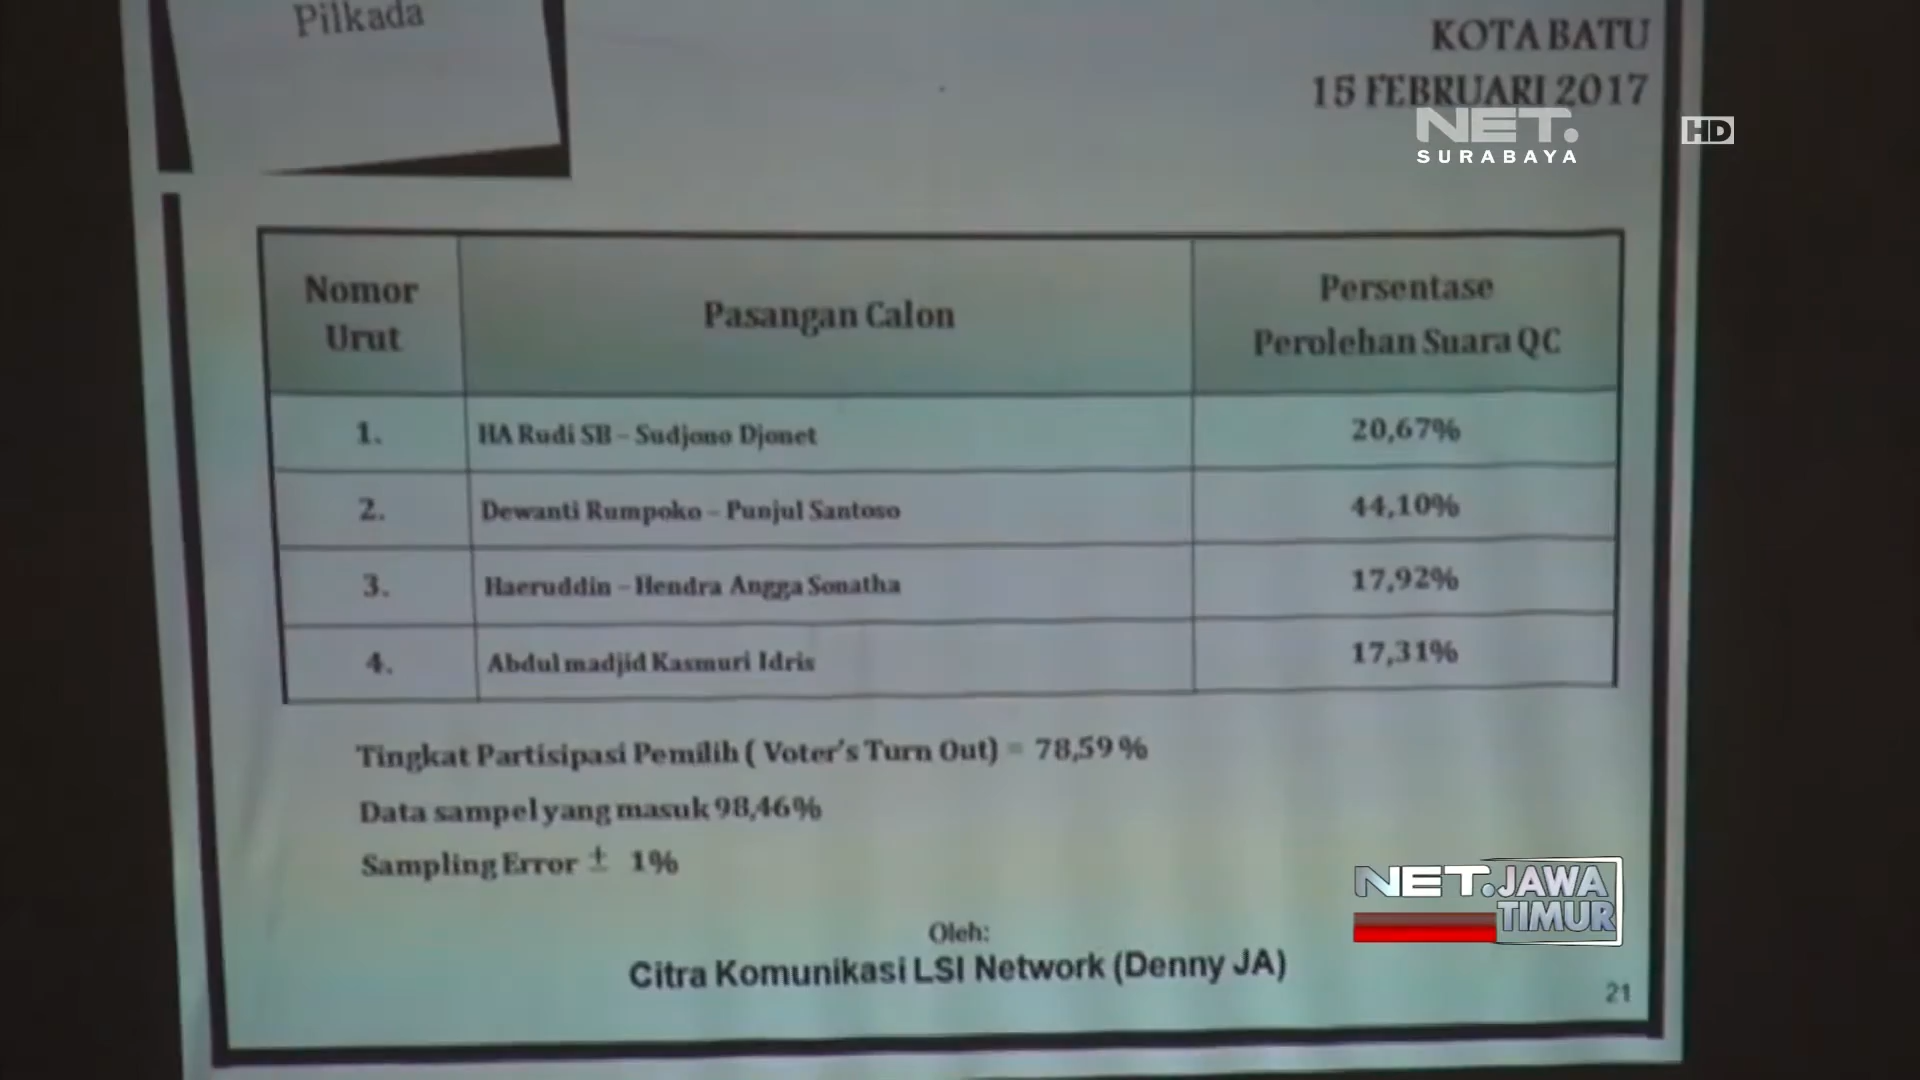 Pilkada
KOTA BATU
15 FEBRUARI 2017
NET.
SURABAYA
HD
Nomor Urut
Pasangan Calon
Persentase
Perolehan Suara QC
1.
HA Rudi SB – Sudjono Djonet
20,67%
2.
Dewanti Rumpoko – Punjul Santoso
44,10%
3.
Haeruddin – Hendra Angga Sonatha
17,92%
4.
Abdul madjid Kasmuri Idris
17,31%
Tingkat Partisipasi Pemilih ( Voter's Turn Out) = 78,59 %
Data sampel yang masuk 98,46%
Sampling Error ± 1%
NET. JAWA
TIMUR
Oleh:
Citra Komunikasi LSI Network (Denny JA)
21